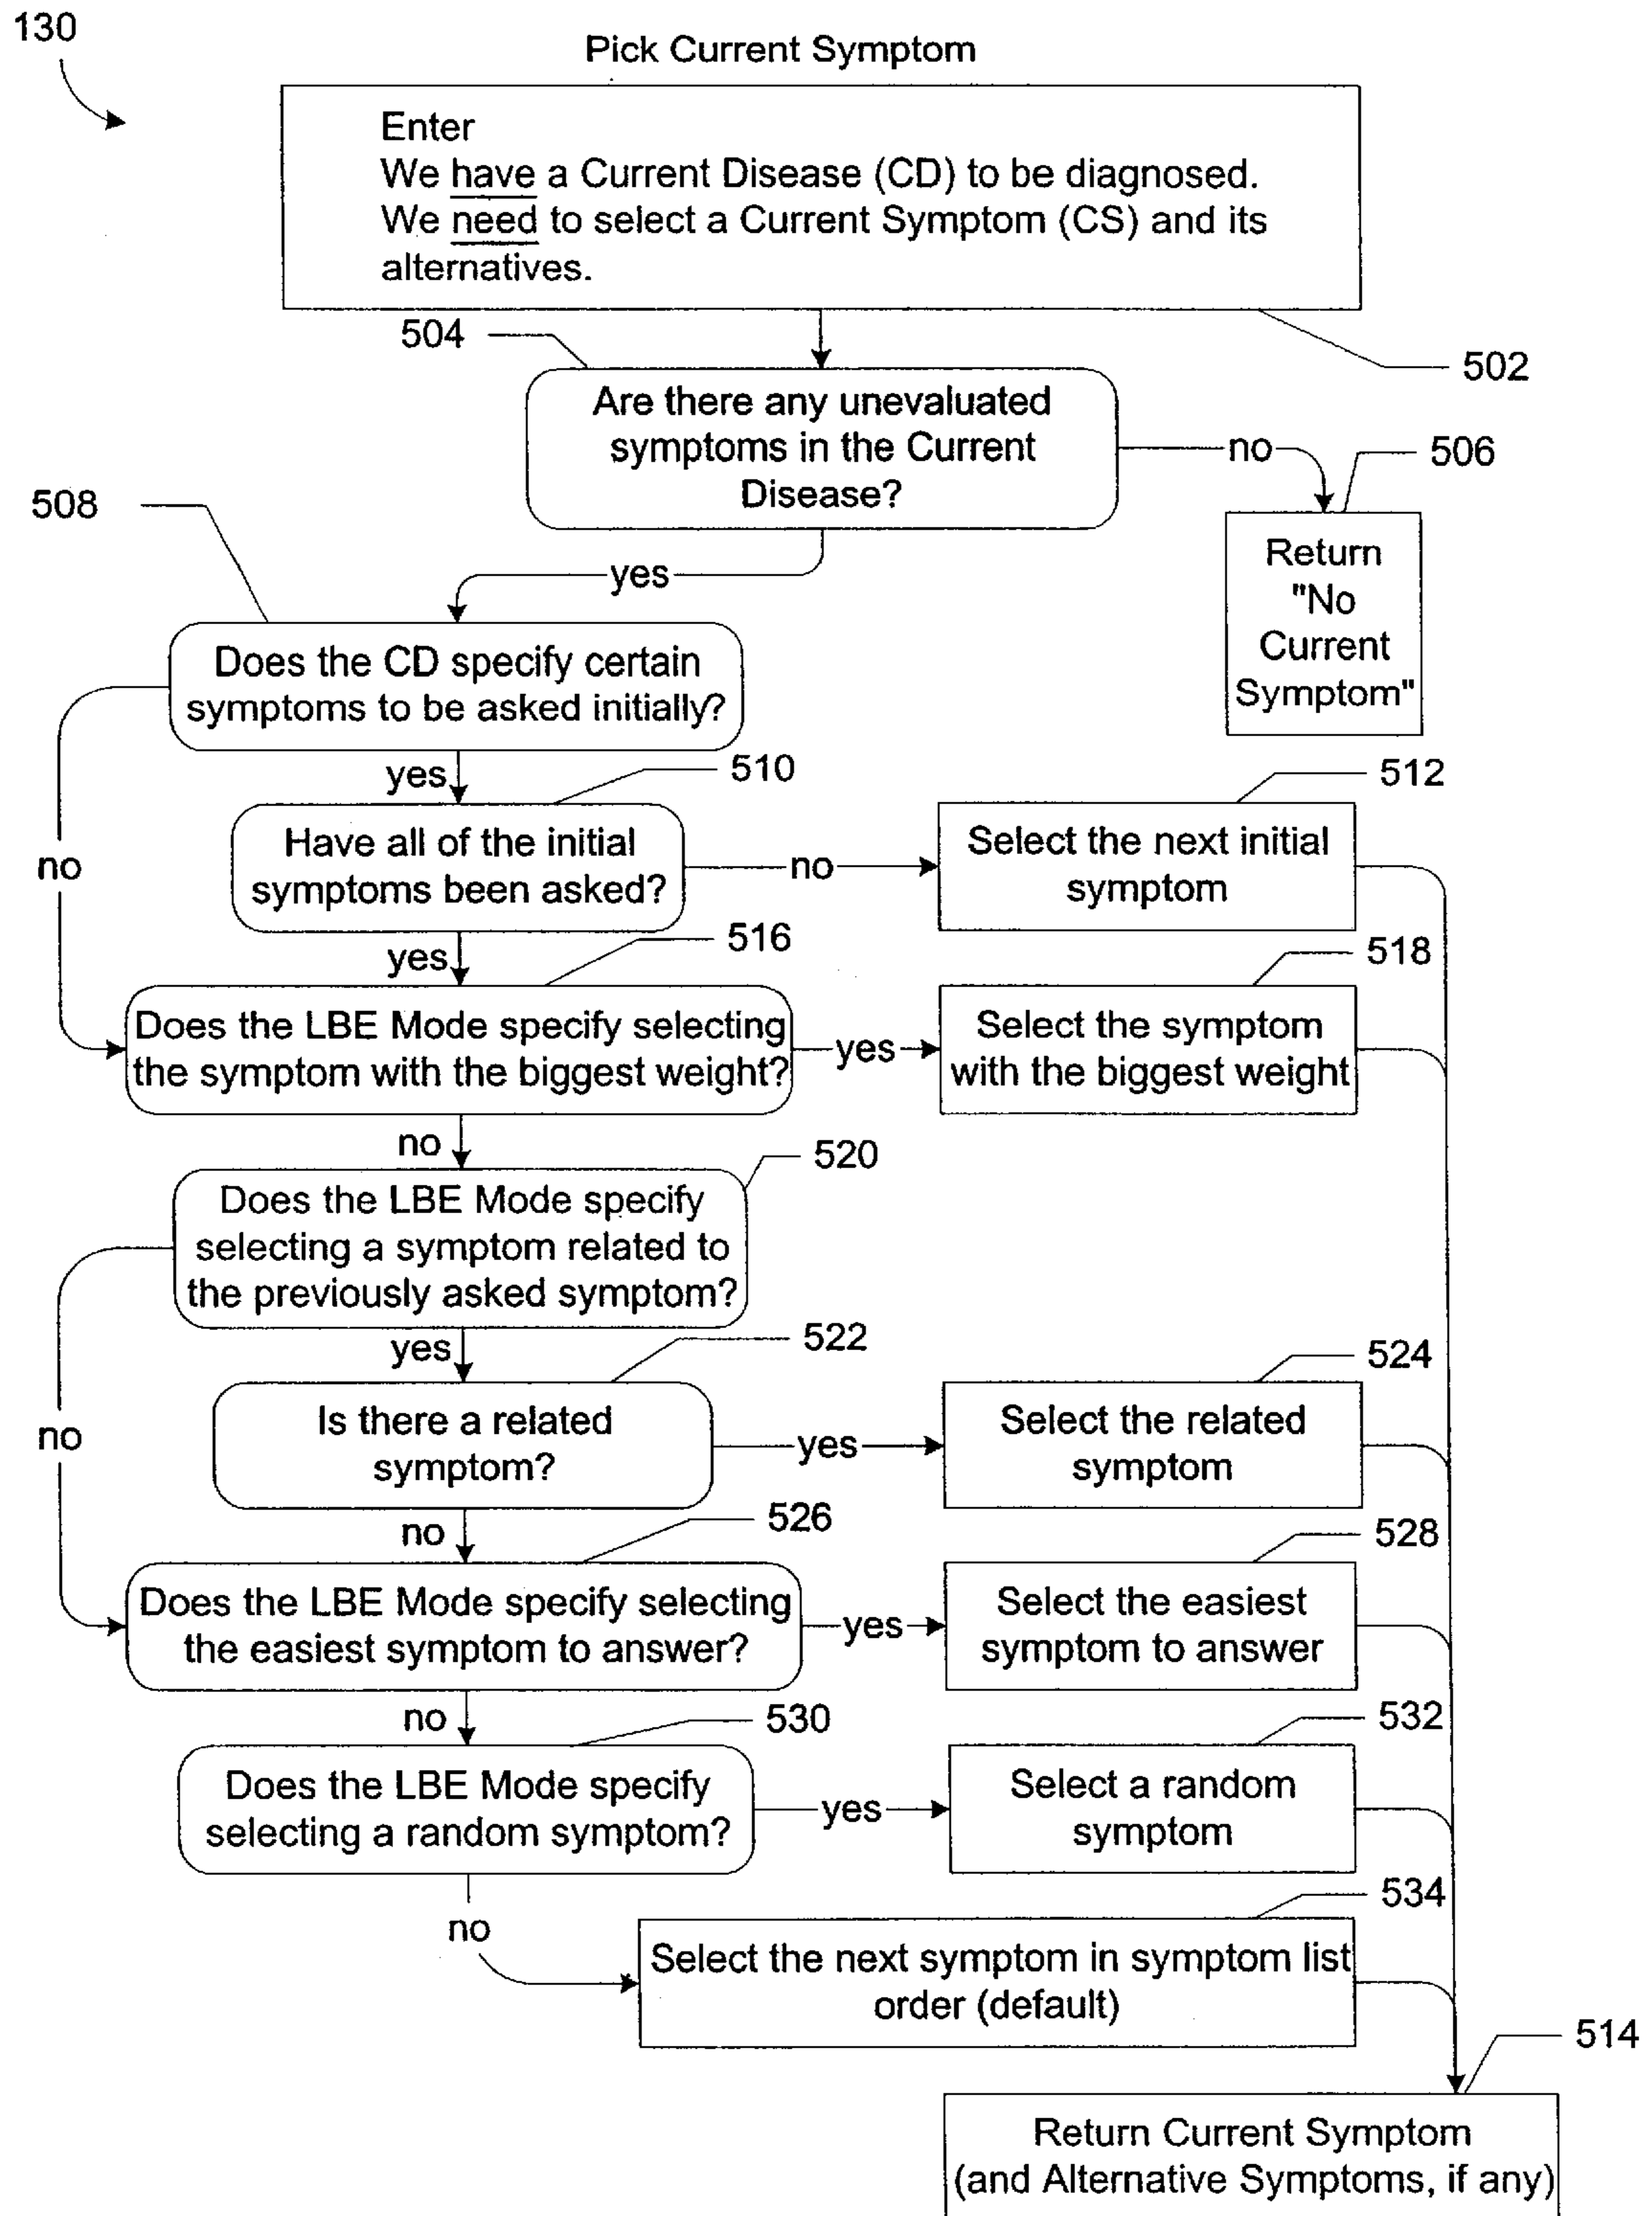 130
Pick Current Symptom
Enter
We have a Current Disease (CD) to be diagnosed.
We need to select a Current Symptom (CS) and its
alternatives.
504
502
Are there any unevaluated
symptoms in the Current
Disease?
no
506
Return
"No
Current
Symptom"
508
yes
Does the CD specify certain
symptoms to be asked initially?
yes
510
512
no
Have all of the initial
symptoms been asked?
no
Select the next initial
symptom
yes
516
518
Does the LBE Mode specify selecting
the symptom with the biggest weight?
yes
Select the symptom
with the biggest weight
no
520
Does the LBE Mode specify
selecting a symptom related to
the previously asked symptom?
yes
522
524
no
Is there a related
symptom?
yes
Select the related
symptom
no
526
528
Does the LBE Mode specify selecting
the easiest symptom to answer?
yes
Select the easiest
symptom to answer
no
530
532
Does the LBE Mode specify
selecting a random symptom?
yes
Select a random
symptom
no
534
Select the next symptom in symptom list
order (default)
514
Return Current Symptom
(and Alternative Symptoms, if any)